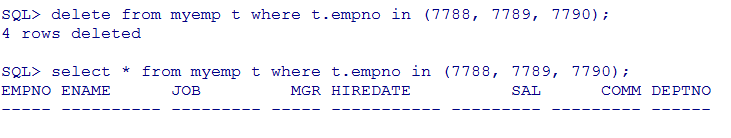 SQL> delete from myemp t where t.empno in (7788, 7789, 7790);
4 rows deleted
SQL> select * from myemp t where t.empno in (7788, 7789, 7790);
EMPNO ENAME      JOB         MGR HIREDATE          SAL      COMM DEPTNO
----- ---------- --------- ----- ----------- --------- --------- ------